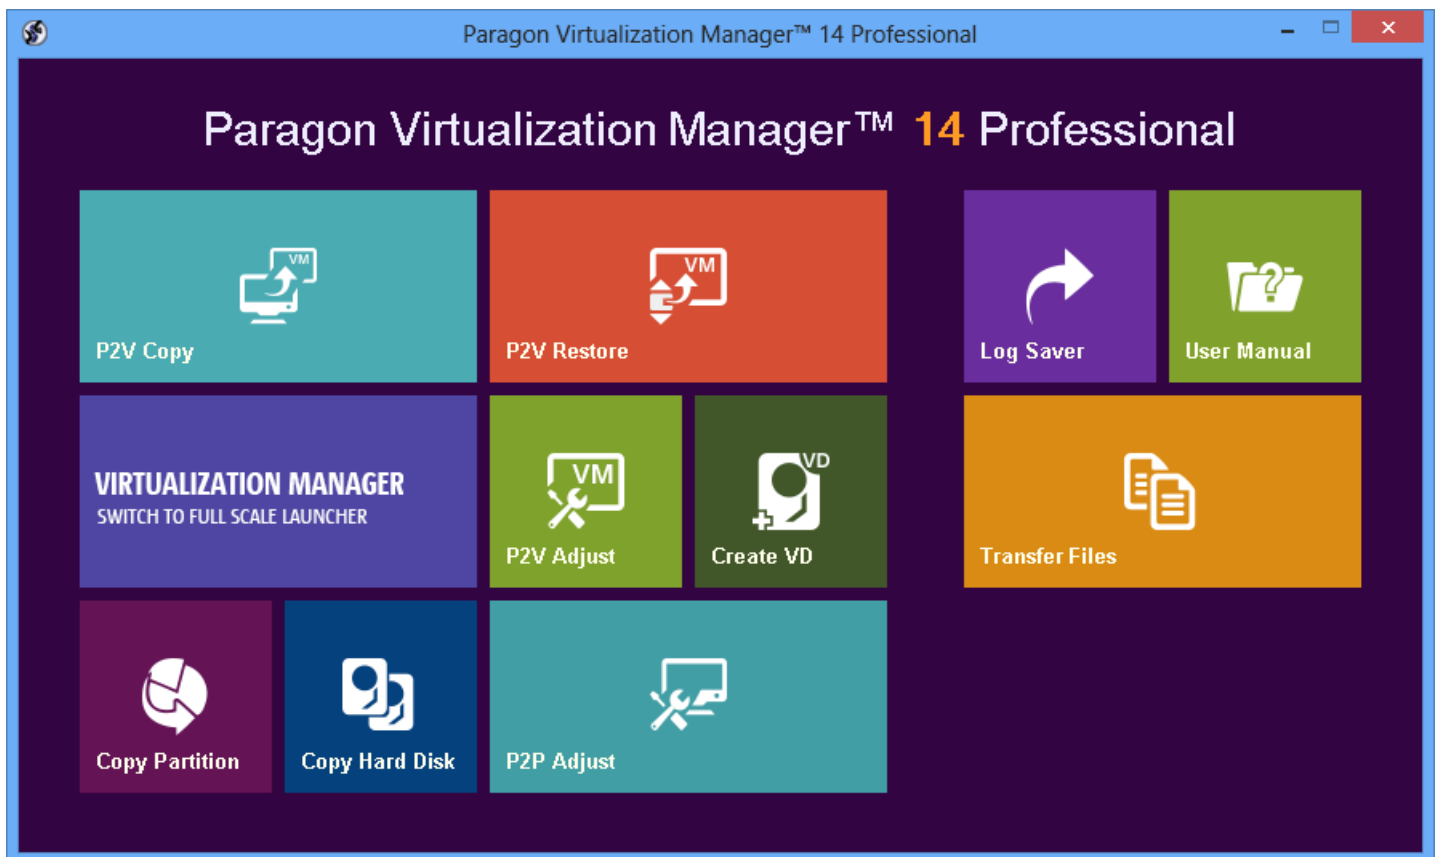 Paragon Virtualization Manager™ 14 Professional
Paragon Virtualization Manager™ 14 Professional
VM
P2V Copy
VM
P2V Restore
Log Saver
User Manual
VIRTUALIZATION MANAGER
SWITCH TO FULL SCALE LAUNCHER
VM
P2V Adjust
VD
Create VD
Transfer Files
Copy Partition
Copy Hard Disk
P2P Adjust